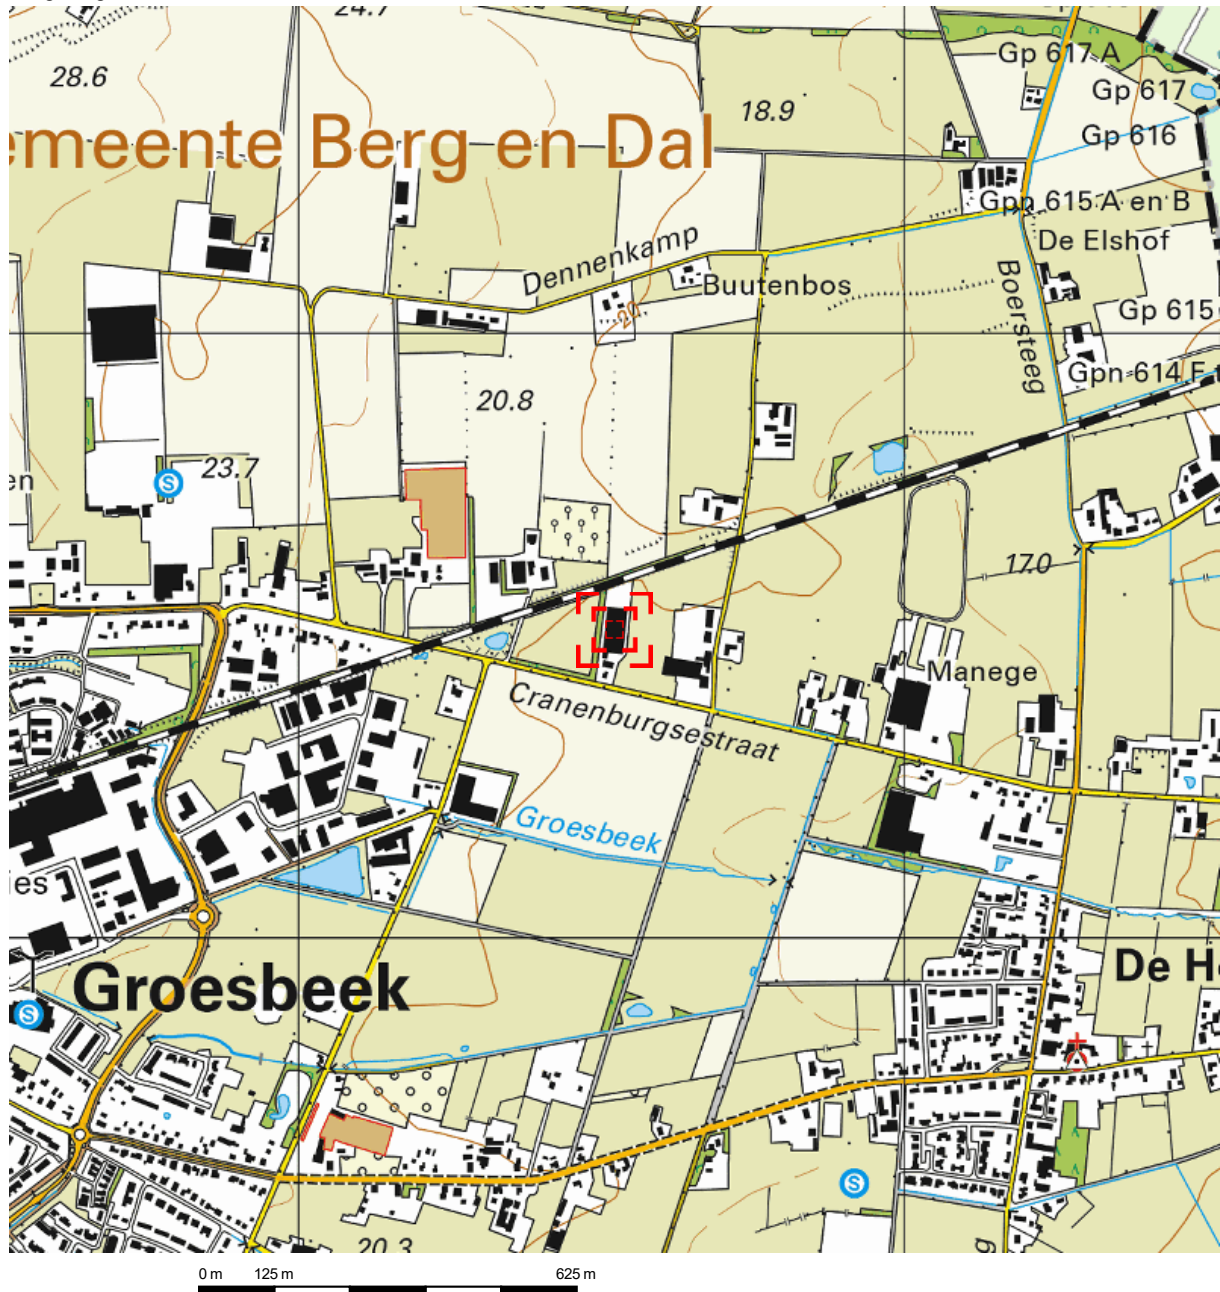 24.7
Gp 617 A
28.6
Gp 617
18.9
Gp 616
emeente Berg en Dal
Gpn 615 A en B
De Elshof
Dennenkamp
Buutenbos
Boersteeg
20
Gp 615
Gpn 614 F t
20.8
23.7
S
en
17.0
Manege
Cranenburgsestraat
Groesbeek
ies
Groesbeek
De H
S
S
20.3
g
0 m 125 m 625 m